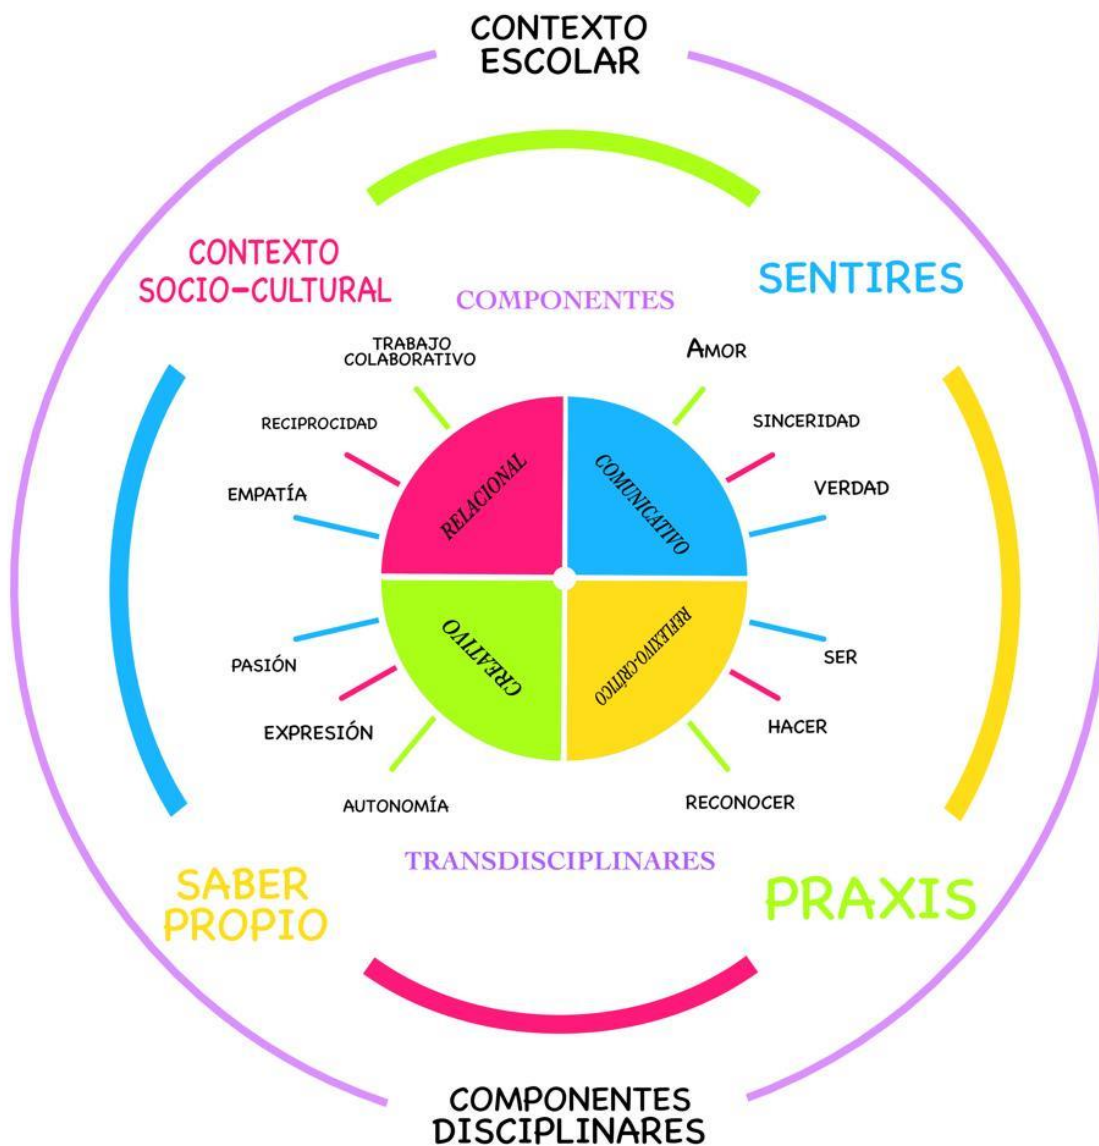 CONTEXTO
ESCOLAR
CONTEXTO
SOCIO-CULTURAL
SENTIRES
COMPONENTES
TRABAJO
COLABORATIVO
AMOR
RECIPROCIDAD
SINCERIDAD
EMPATÍA
VERDAD
RELACIONAL
COMUNICATIVO
CREATIVO
REFLEXIVO-CRÍTICO
PASIÓN
SER
EXPRESIÓN
HACER
AUTONOMÍA
RECONOCER
TRANSDISCIPLINARES
SABER
PROPIO
PRAXIS
COMPONENTES
DISCIPLINARES